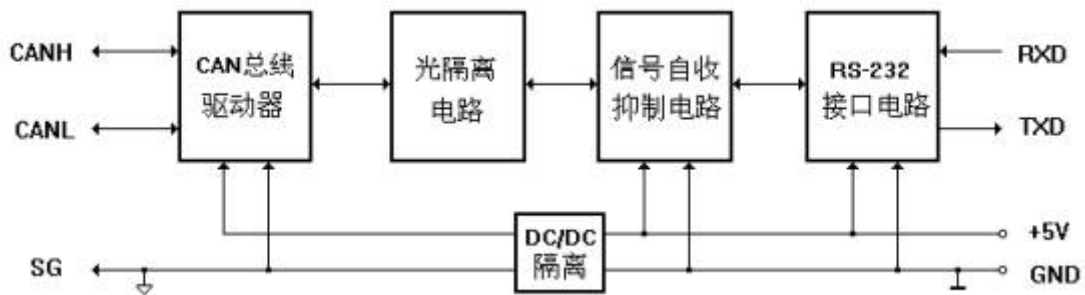 CANH
CANL
CAN总线
驱动器
光隔离
电路
信号自收
抑制电路
RS-232
接口电路
RXD
TXD
DC/DC
隔离
+5V
SG
GND